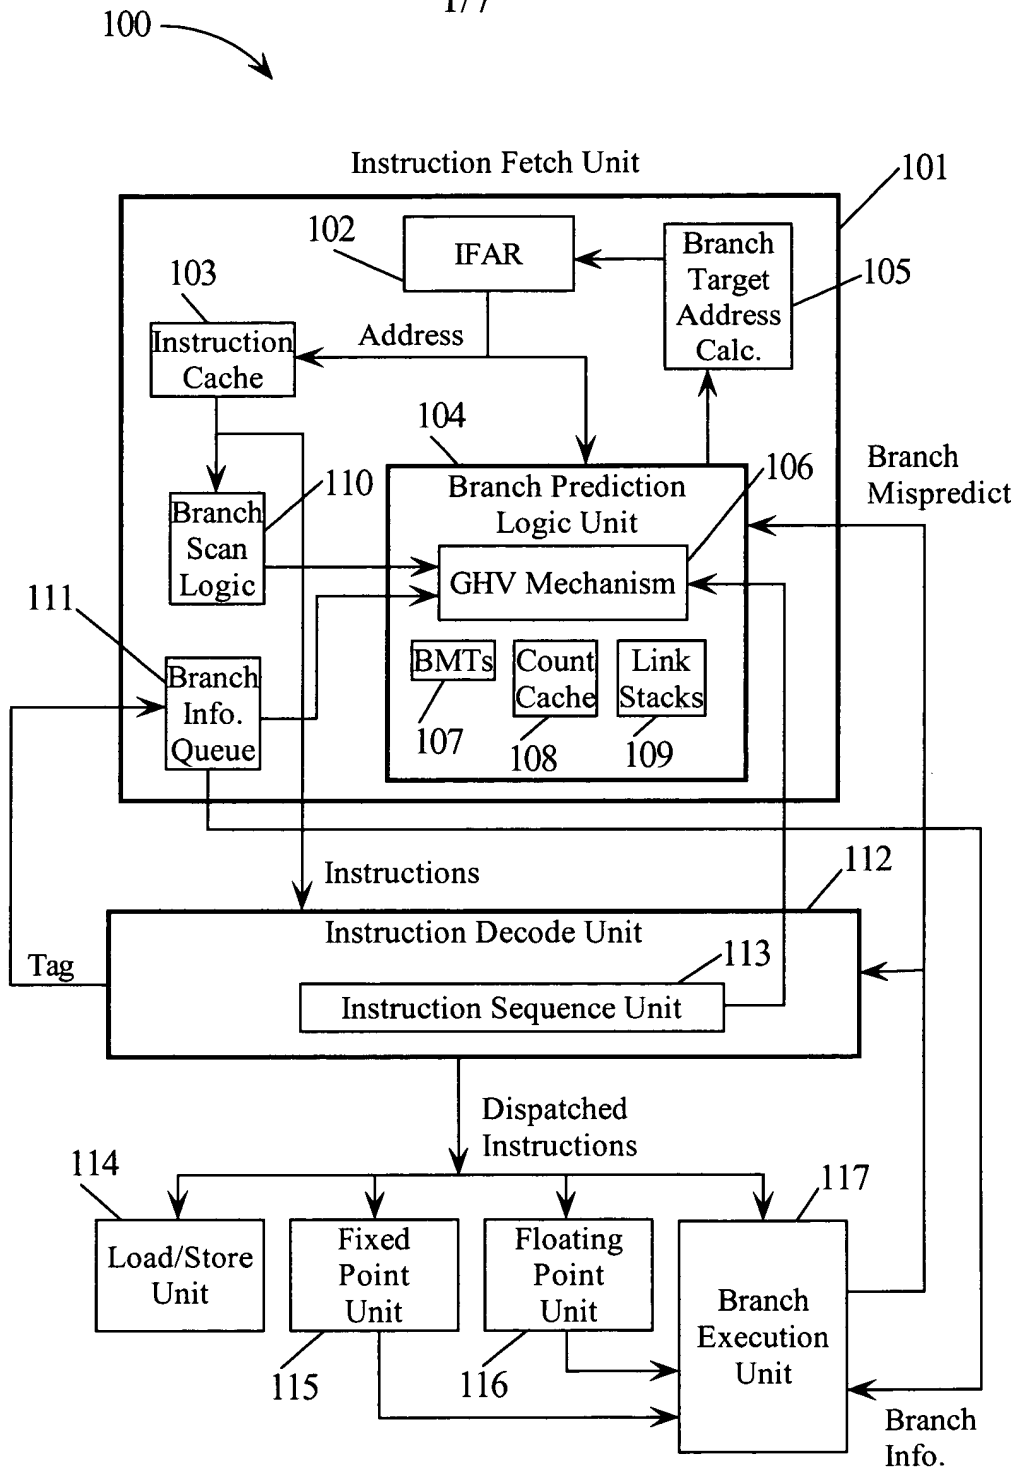 1/7
100
Instruction Fetch Unit
101
102
IFAR
Branch
Target
Address
Calc.
105
103
Instruction
Cache
Address
104
106
Branch
Mispredict
110
Branch Prediction
Logic Unit
Branch
Scan
Logic
GHV Mechanism
111
Branch
Info.
Queue
BMTs
Count
Cache
Link
Stacks
107
108
109
Instructions
112
Instruction Decode Unit
Tag
113
Instruction Sequence Unit
Dispatched
Instructions
114
117
Load/Store
Unit
Fixed
Point
Unit
Floating
Point
Unit
Branch
Execution
Unit
115
116
Branch
Info.